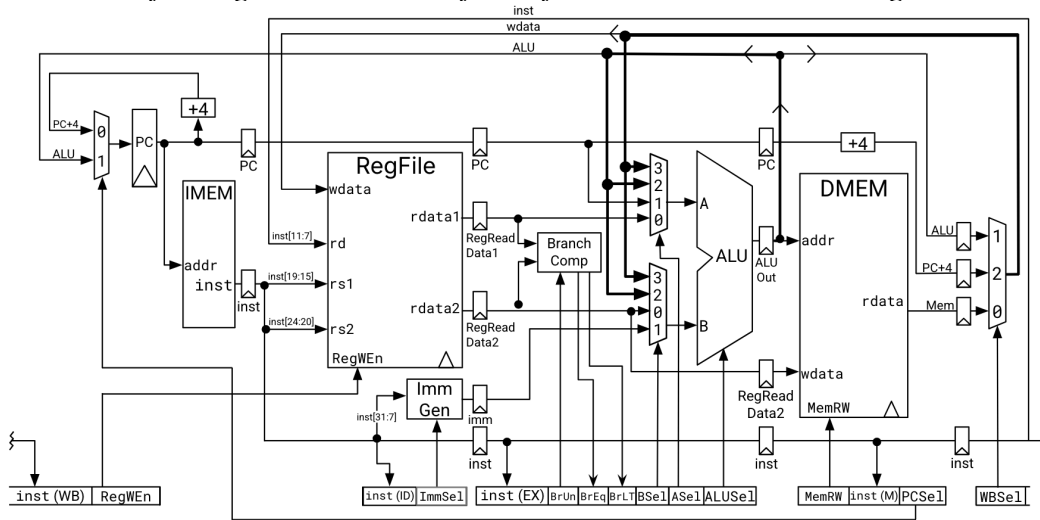 inst
wdata
ALU
+4
PC+4
0
PC
ALU
1
PC
PC
PC
+4
RegFile
wdata
IMEM
rdata1
RegRead
Data1
inst[11:7]
rd
addr
inst
inst
inst[19:15]
rs1
inst[24:20]
rs2
rdata2
RegRead
Data2
RegWEn
Branch
Comp
3
2
1
0
3
2
0
1
A
ALU
B
ALU
Out
DMEM
addr
rdata
wdata
MemRW
RegRead
Data2
ALU
1
PC+4
2
Mem
0
Imm
Gen
imm
inst[31:7]
inst
inst
inst
inst (WB) RegWEn
inst (ID) ImmSel
inst (EX) BrUn BrEq BrLT BSel ASel ALUSel
MemRW inst (M) PCSel
WBSel